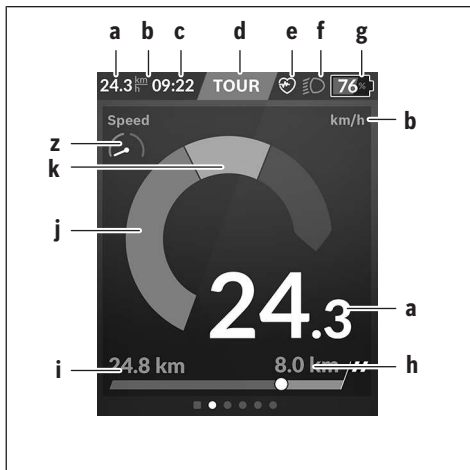 a b c d e f g
24.3 km/h 09:22 TOUR 76%
Speed km/h b
z
k
j
24.3 a
i 24.8 km 8.0 km h